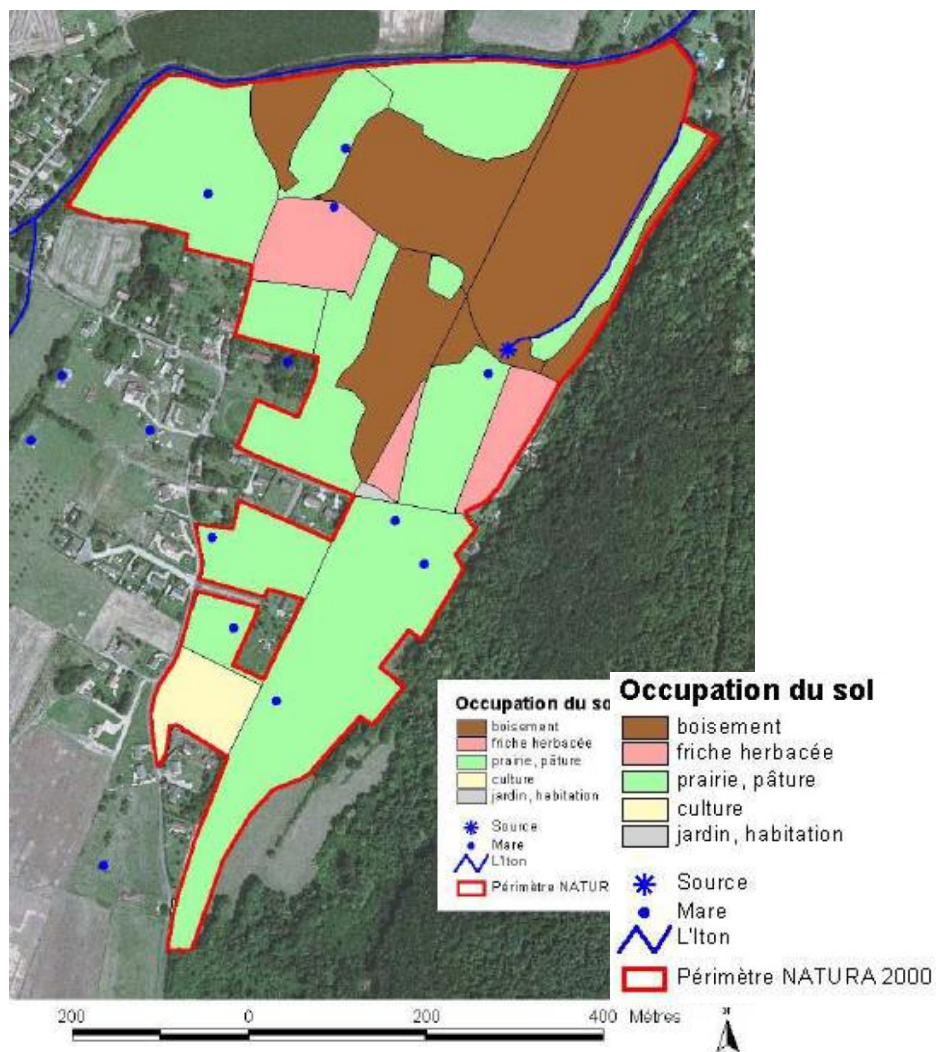 Occupation du so
boisement
friche herbacée
prairie, pâture
culture
jardin, habitation
Source
Mare
L'Iton
Périmètre NATUR
Occupation du sol
boisement
friche herbacée
prairie, pâture
culture
jardin, habitation
Source
Mare
L'Iton
Périmètre NATURA 2000
200 0 200 400 Mètres